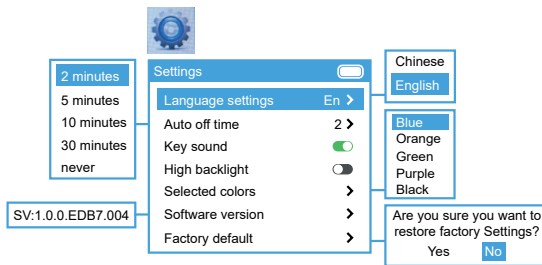 2 minutes
5 minutes
10 minutes
30 minutes
never
SV:1.0.0.EDB7.004
Settings
Language settings En >
Auto off time 2 >
Key sound
High backlight
Selected colors >
Software version >
Factory default >
Chinese
English
Blue
Orange
Green
Purple
Black
Are you sure you want to
restore factory Settings?
Yes No